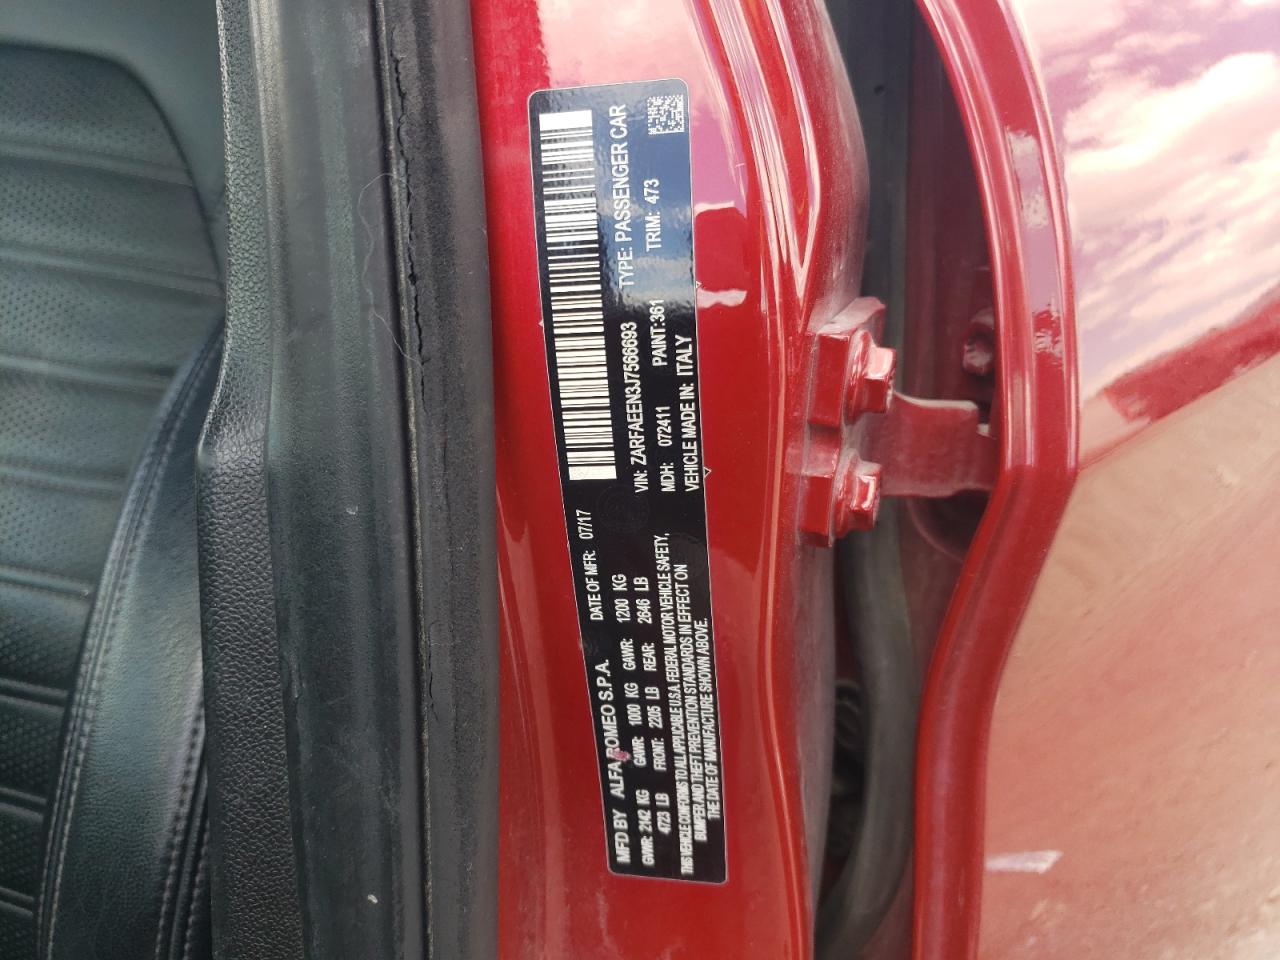 MFD BY ALFA ROMEO S.P.A. DATE OF MFR: 07/17
GVWR: 2142 KG GAWR: 1000 KG GAWR: 1200 KG
4723 LB FRONT: 2205 LB REAR: 2646 LB
THIS VEHICLE CONFORMS TO ALL APPLICABLE U.S.A. FEDERAL MOTOR VEHICLE SAFETY,
BUMPER AND THEFT PREVENTION STANDARDS IN EFFECT ON
THE DATE OF MANUFACTURE SHOWN ABOVE.
VIN: ZARFAEEN3J7566693 TYPE: PASSENGER CAR
MDH: 072411 PAINT:361 TRIM: 473
VEHICLE MADE IN: ITALY